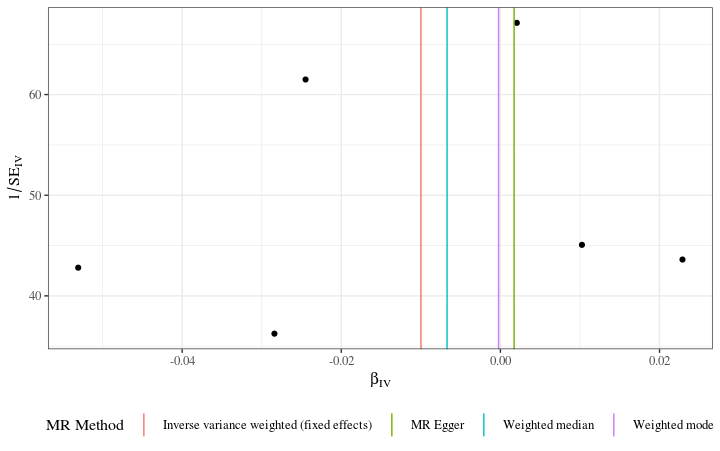 1/SE_IV
60
50
40
-0.04 -0.02 0.00 0.02
β_IV
MR Method Inverse variance weighted (fixed effects) MR Egger Weighted median Weighted mode